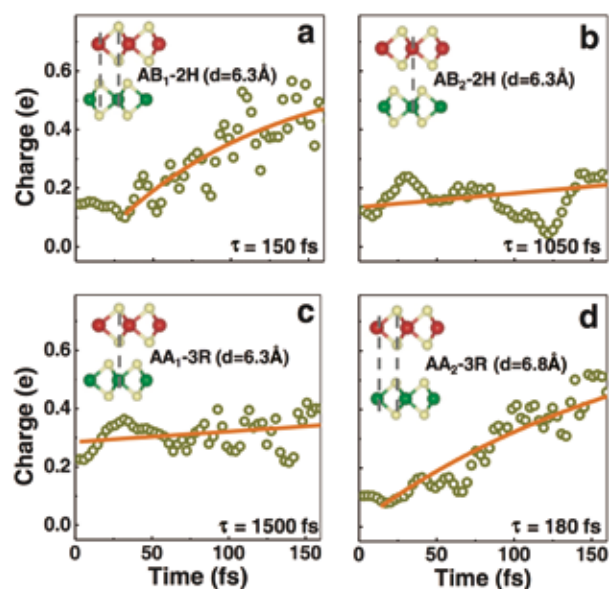 a
AB₁-2H (d=6.3Å)
Charge (e)
0.6
0.4
0.2
0.0
τ = 150 fs
b
AB₂-2H (d=6.3Å)
τ = 1050 fs
c
AA₁-3R (d=6.3Å)
Charge (e)
0.6
0.4
0.2
0.0
τ = 1500 fs
0 50 100 150
Time (fs)
d
AA₂-3R (d=6.8Å)
τ = 180 fs
0 50 100 150
Time (fs)